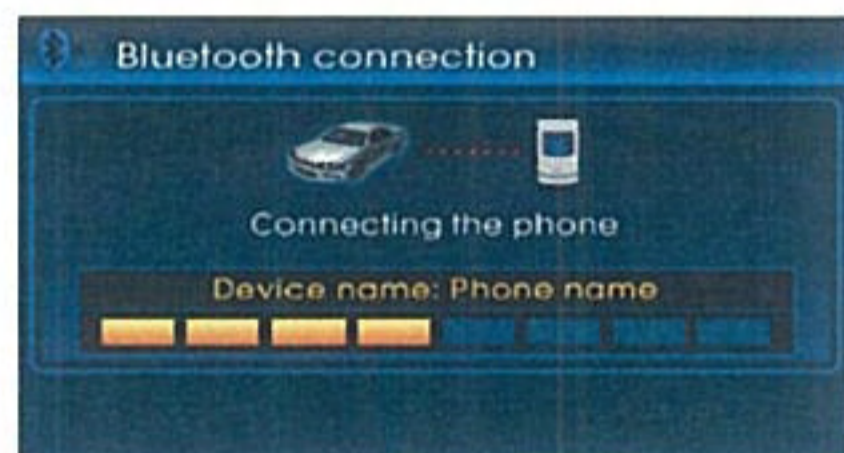 Bluetooth connection
Connecting the phone
Device name: Phone name